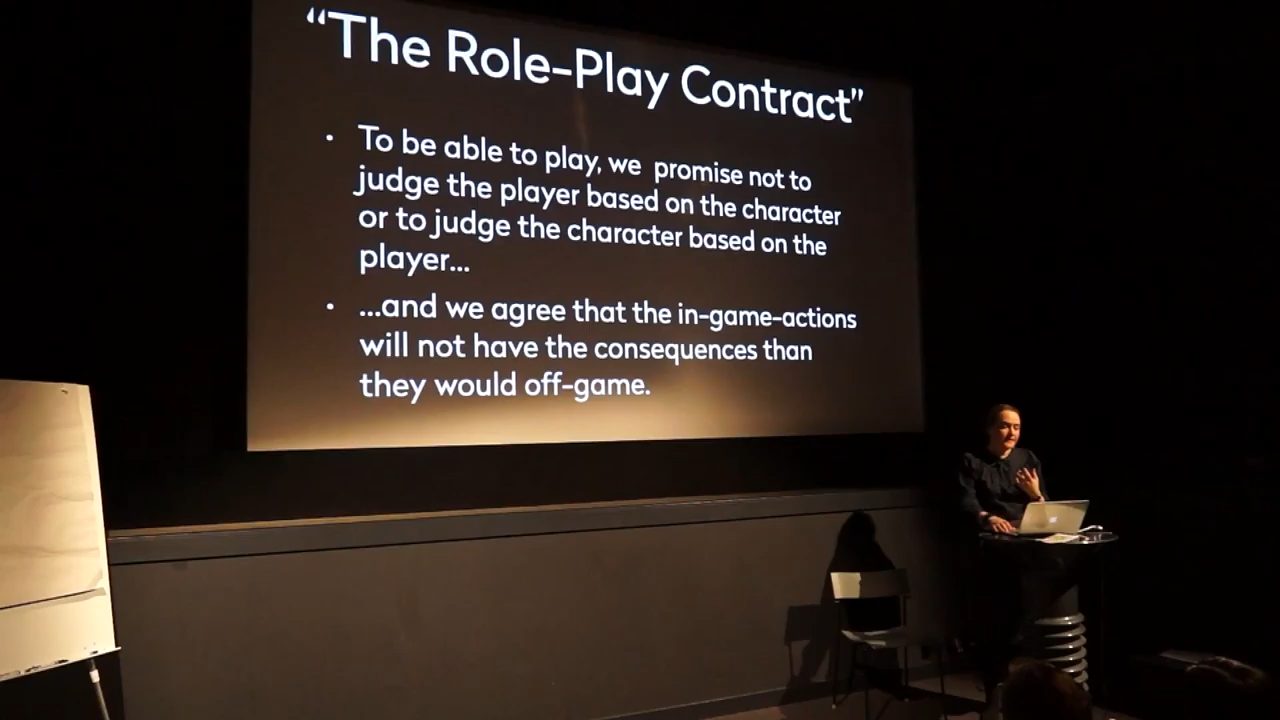 “The Role-Play Contract”
• To be able to play, we promise not to
judge the player based on the character
or to judge the character based on the
player...
• ...and we agree that the in-game-actions
will not have the consequences than
they would off-game.